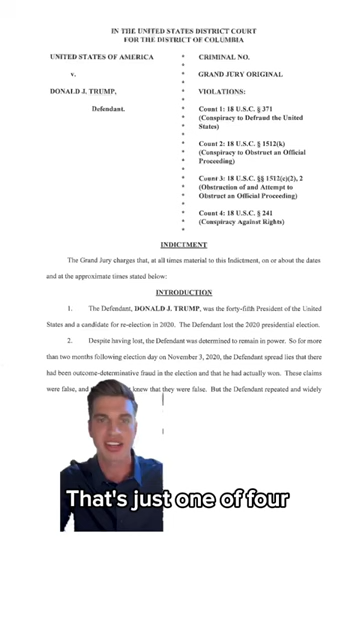 IN THE UNITED STATES DISTRICT COURT
FOR THE DISTRICT OF COLUMBIA
UNITED STATES OF AMERICA * CRIMINAL NO.
*
v. * GRAND JURY ORIGINAL
*
DONALD J. TRUMP, * VIOLATIONS:
*
Defendant. * Count 1: 18 U.S.C. § 371
* (Conspiracy to Defraud the United
* States)
*
* Count 2: 18 U.S.C. § 1512(k)
* (Conspiracy to Obstruct an Official
* Proceeding)
*
* Count 3: 18 U.S.C. §§ 1512(c)(2), 2
* (Obstruction of and Attempt to
* Obstruct an Official Proceeding)
*
* Count 4: 18 U.S.C. § 241
* (Conspiracy Against Rights)
*
INDICTMENT
The Grand Jury charges that, at all times material to this Indictment, on or about the dates
and at the approximate times stated below:
INTRODUCTION
1. The Defendant, DONALD J. TRUMP, was the forty-fifth President of the United
States and a candidate for re-election in 2020. The Defendant lost the 2020 presidential election.
2. Despite having lost, the Defendant was determined to remain in power. So for more
than two months following election day on November 3, 2020, the Defendant spread lies that there
had been outcome-determinative fraud in the election and that he had actually won. These claims
were false, and knew that they were false. But the Defendant repeated and widely
That's just one of four